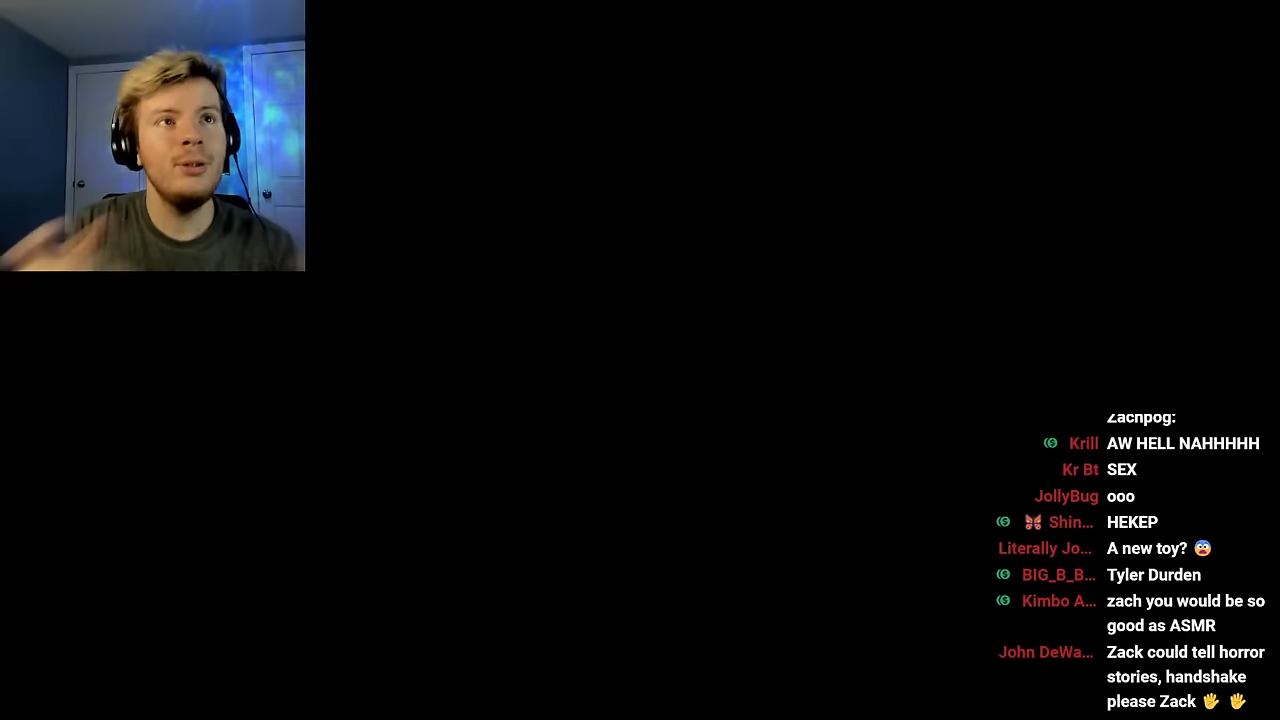 Zachpog:
Krill AW HELL NAHHHHH
Kr Bt SEX
JollyBug ooo
Shin... HEKEP
Literally Jo... A new toy? 😨
BIG_B_B... Tyler Durden
Kimbo A... zach you would be so
good as ASMR
John DeWa... Zack could tell horror
stories, handshake
please Zack 🖐 🖐